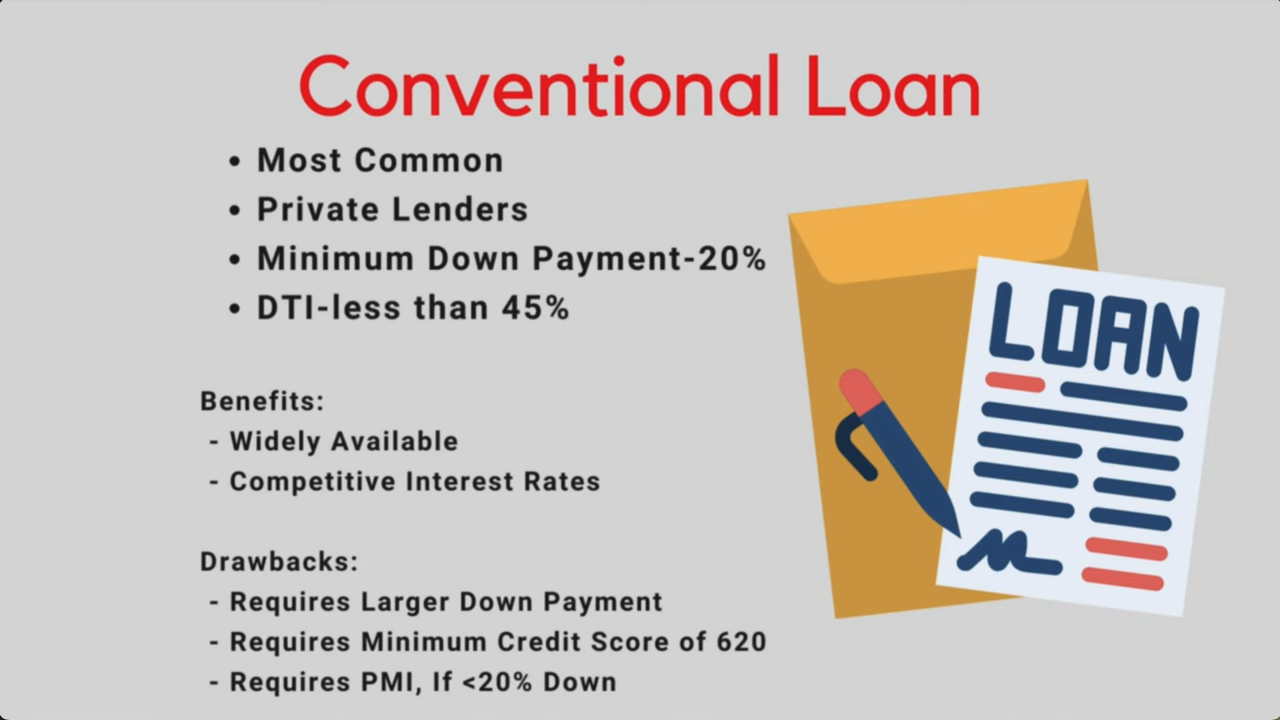 Conventional Loan
• Most Common
• Private Lenders
• Minimum Down Payment-20%
• DTI-less than 45%
Benefits:
- Widely Available
- Competitive Interest Rates
Drawbacks:
- Requires Larger Down Payment
- Requires Minimum Credit Score of 620
- Requires PMI, If <20% Down
LOAN